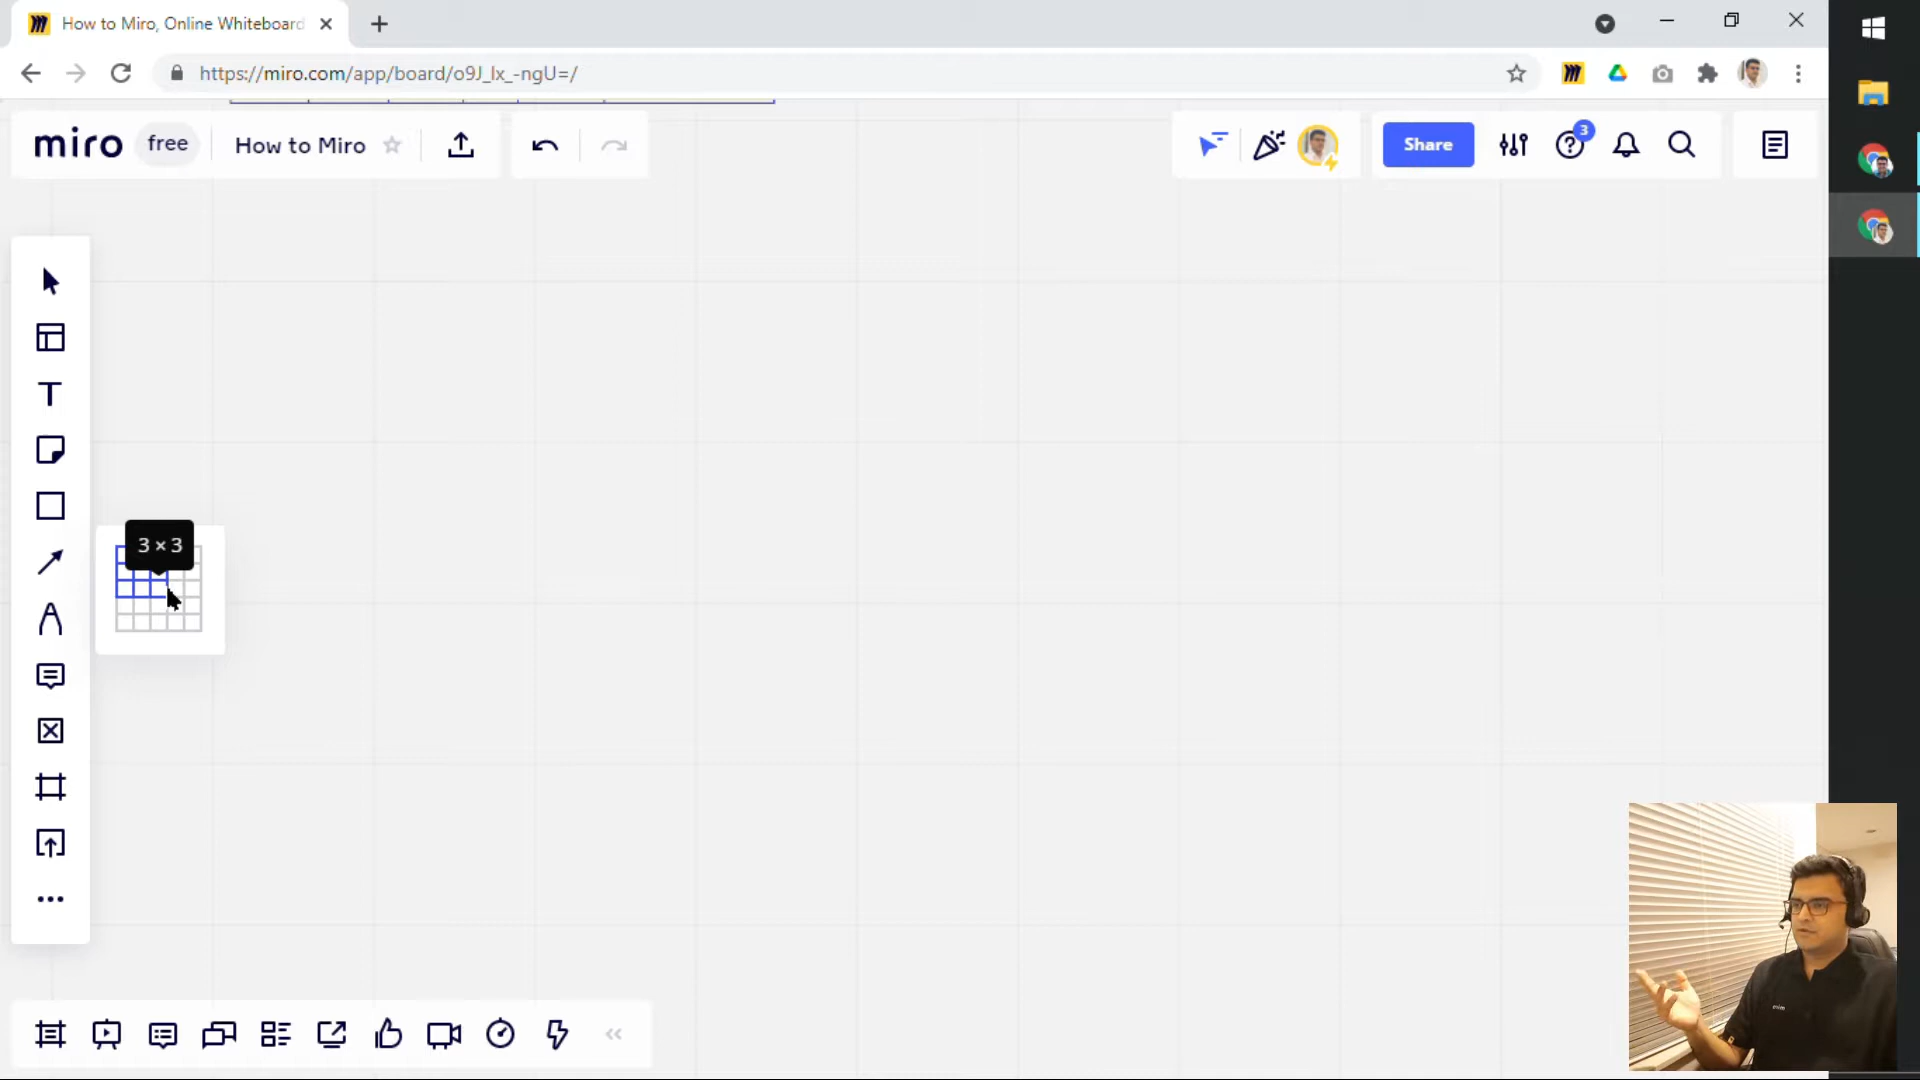 How to Miro, Online Whiteboard
https://miro.com/app/board/o9J_lx_-ngU=/
miro
free
How to Miro
Share
3
T
3 × 3